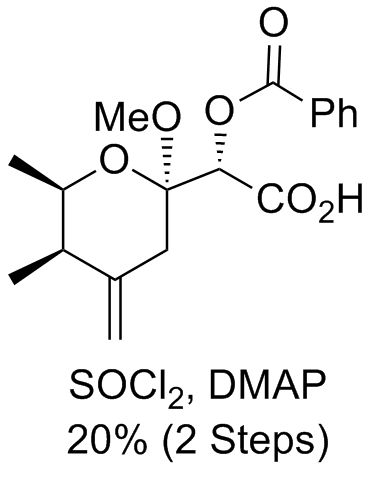 O
MeO O Ph
O
CO₂H
SOCl₂, DMAP
20% (2 Steps)